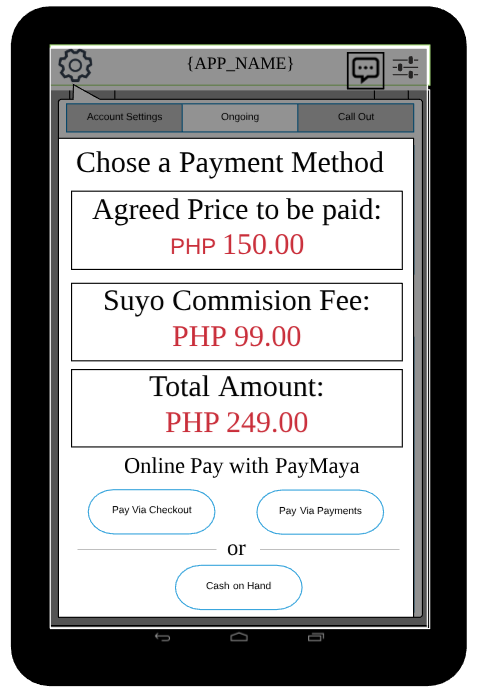 {APP_NAME}
Account Settings
Ongoing
Call Out
Chose a Payment Method
Agreed Price to be paid:
PHP 150.00
Suyo Commision Fee:
PHP 99.00
Total Amount:
PHP 249.00
Online Pay with PayMaya
Pay Via Checkout
Pay Via Payments
or
Cash on Hand